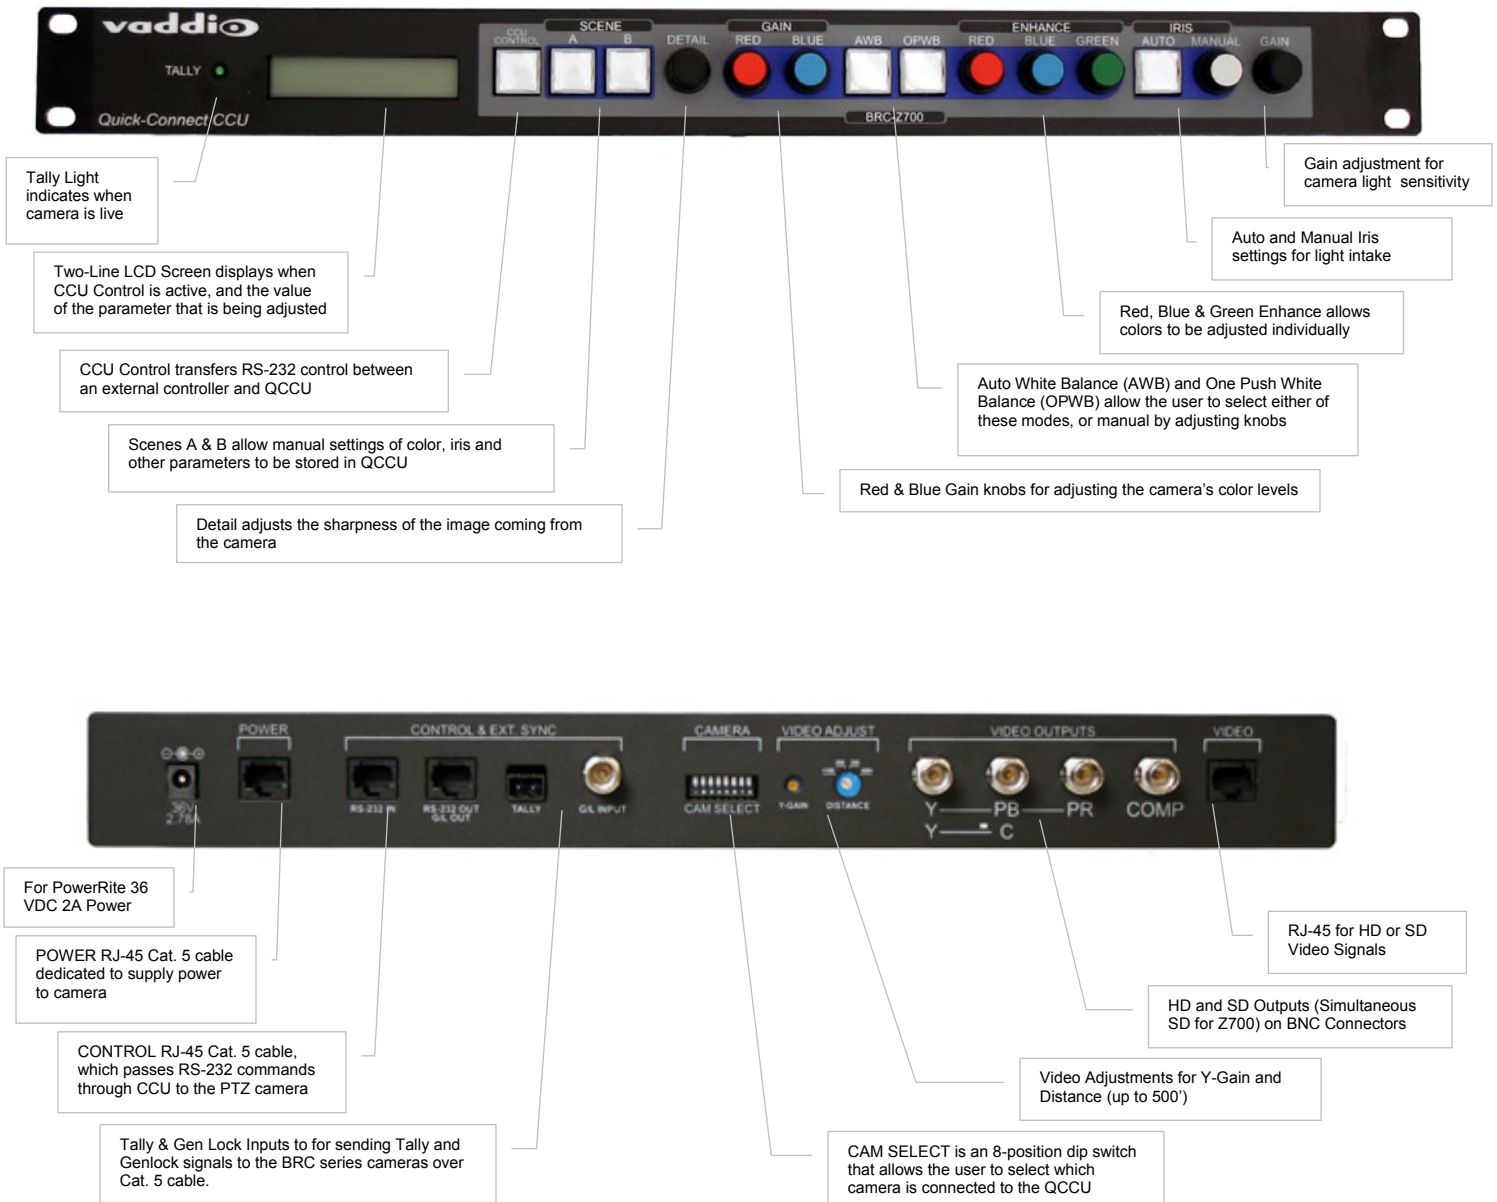 vaddio
TALLY
Quick-Connect CCU
CCU
CONTROL
SCENE
A B
DETAIL
GAIN
RED BLUE
AWB OPWB
ENHANCE
RED BLUE GREEN
IRIS
AUTO MANUAL
GAIN
BRC-Z700
Tally Light
indicates when
camera is live
Gain adjustment for
camera light sensitivity
Auto and Manual Iris
settings for light intake
Two-Line LCD Screen displays when
CCU Control is active, and the value
of the parameter that is being adjusted
Red, Blue & Green Enhance allows
colors to be adjusted individually
CCU Control transfers RS-232 control between
an external controller and QCCU
Auto White Balance (AWB) and One Push White
Balance (OPWB) allow the user to select either of
these modes, or manual by adjusting knobs
Scenes A & B allow manual settings of color, iris and
other parameters to be stored in QCCU
Red & Blue Gain knobs for adjusting the camera’s color levels
Detail adjusts the sharpness of the image coming from
the camera
POWER
CONTROL & EXT. SYNC
CAMERA
VIDEO ADJUST
VIDEO OUTPUTS
VIDEO
36V
2.78A
RS-232 IN
RS-232 OUT
G/L OUT
TALLY
G/L INPUT
CAM SELECT
Y-GAIN
DISTANCE
Y PB PR COMP
Y C
For PowerRite 36
VDC 2A Power
POWER RJ-45 Cat. 5 cable
dedicated to supply power
to camera
RJ-45 for HD or SD
Video Signals
HD and SD Outputs (Simultaneous
SD for Z700) on BNC Connectors
CONTROL RJ-45 Cat. 5 cable,
which passes RS-232 commands
through CCU to the PTZ camera
Video Adjustments for Y-Gain and
Distance (up to 500’)
Tally & Gen Lock Inputs to for sending Tally and
Genlock signals to the BRC series cameras over
Cat. 5 cable.
CAM SELECT is an 8-position dip switch
that allows the user to select which
camera is connected to the QCCU